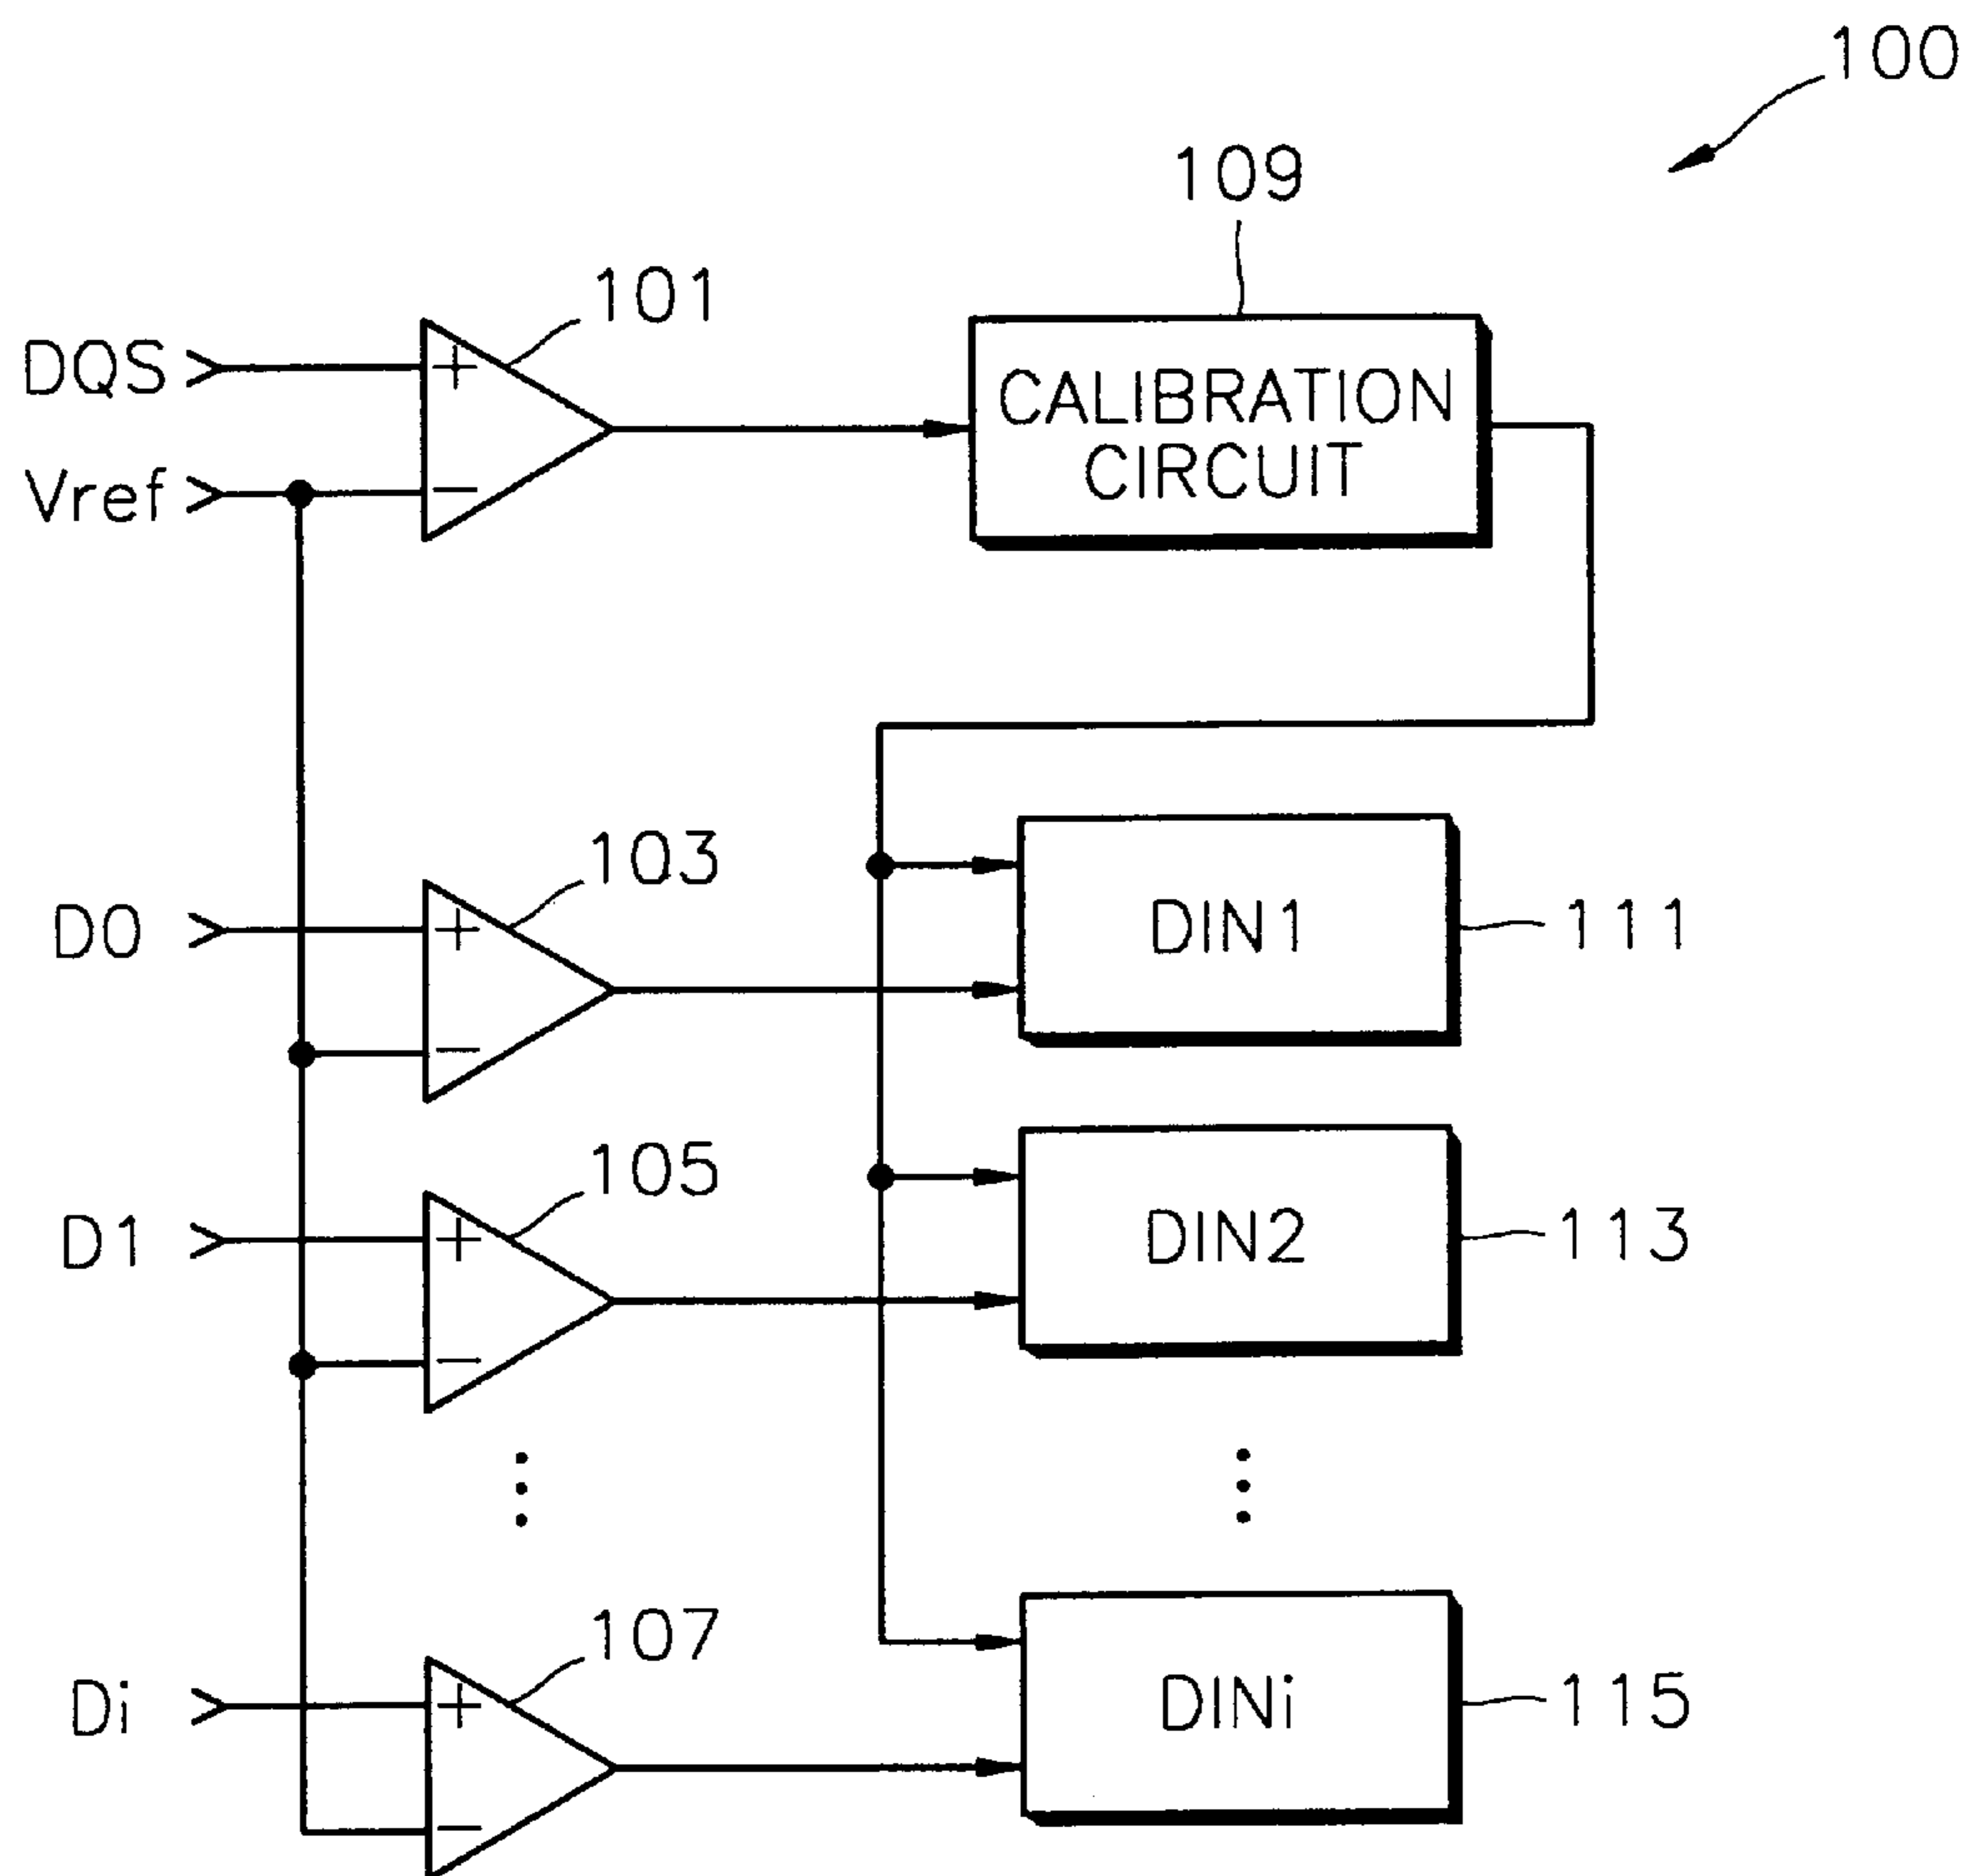 100
109
101
DQS
+
CALIBRATION
CIRCUIT
Vref
−
103
D0
+
DIN1
111
−
105
D1
+
DIN2
113
−
107
Di
+
DINi
115
−